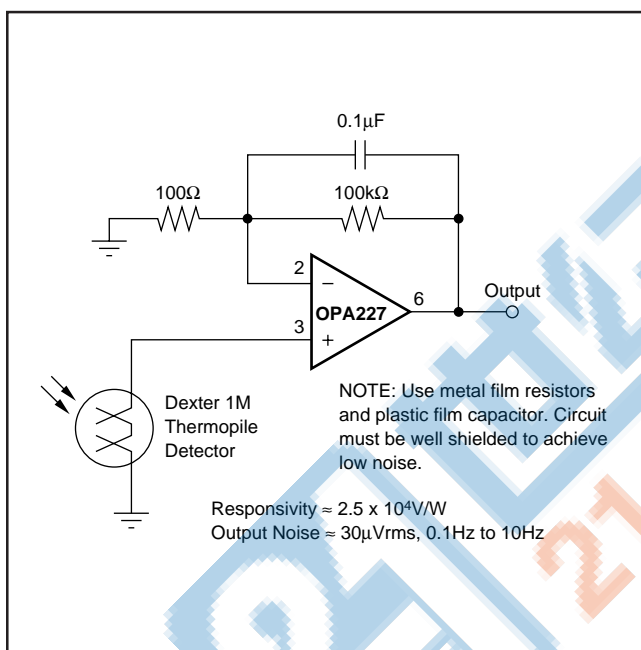 0.1µF
100Ω
100kΩ
2
−
6
Output
OPA227
3
+
Dexter 1M
Thermopile
Detector
NOTE: Use metal film resistors
and plastic film capacitor. Circuit
must be well shielded to achieve
low noise.
Responsivity ≈ 2.5 x 10⁴V/W
Output Noise ≈ 30µVrms, 0.1Hz to 10Hz
21